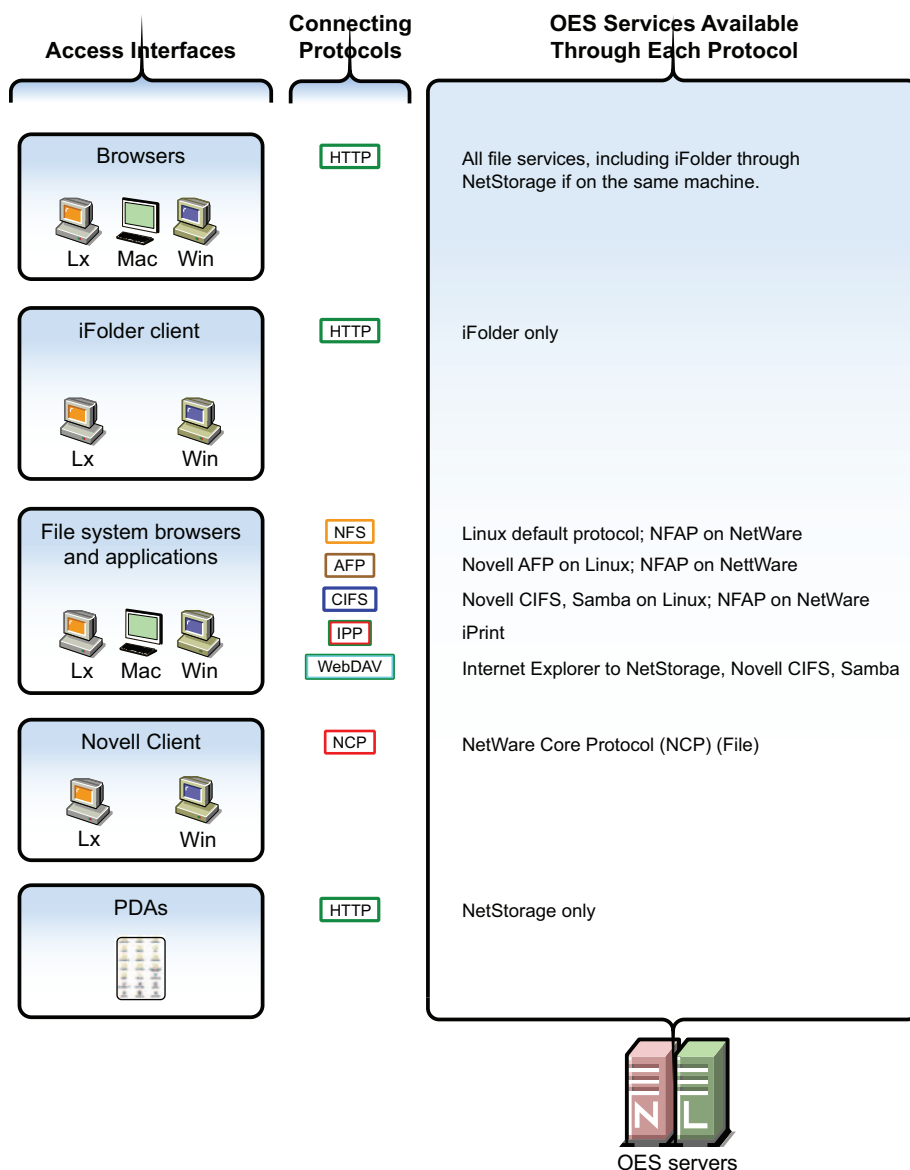 Access Interfaces
Connecting
Protocols
OES Services Available
Through Each Protocol
Browsers
Lx Mac Win
HTTP
All file services, including iFolder through
NetStorage if on the same machine.
iFolder client
Lx Win
HTTP
iFolder only
File system browsers
and applications
Lx Mac Win
NFS
Linux default protocol; NFAP on NetWare
AFP
Novell AFP on Linux; NFAP on NettWare
CIFS
Novell CIFS, Samba on Linux; NFAP on NetWare
IPP
iPrint
WebDAV
Internet Explorer to NetStorage, Novell CIFS, Samba
Novell Client
Lx Win
NCP
NetWare Core Protocol (NCP) (File)
PDAs
HTTP
NetStorage only
N L
OES servers